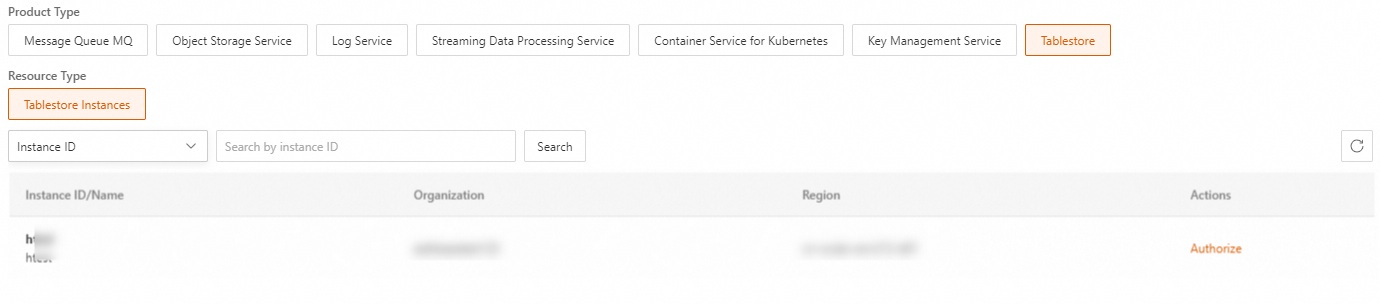 Product Type
Message Queue MQ Object Storage Service Log Service Streaming Data Processing Service Container Service for Kubernetes Key Management Service Tablestore
Resource Type
Tablestore Instances
Instance ID Search by instance ID Search
Instance ID/Name Organization Region Actions
Authorize